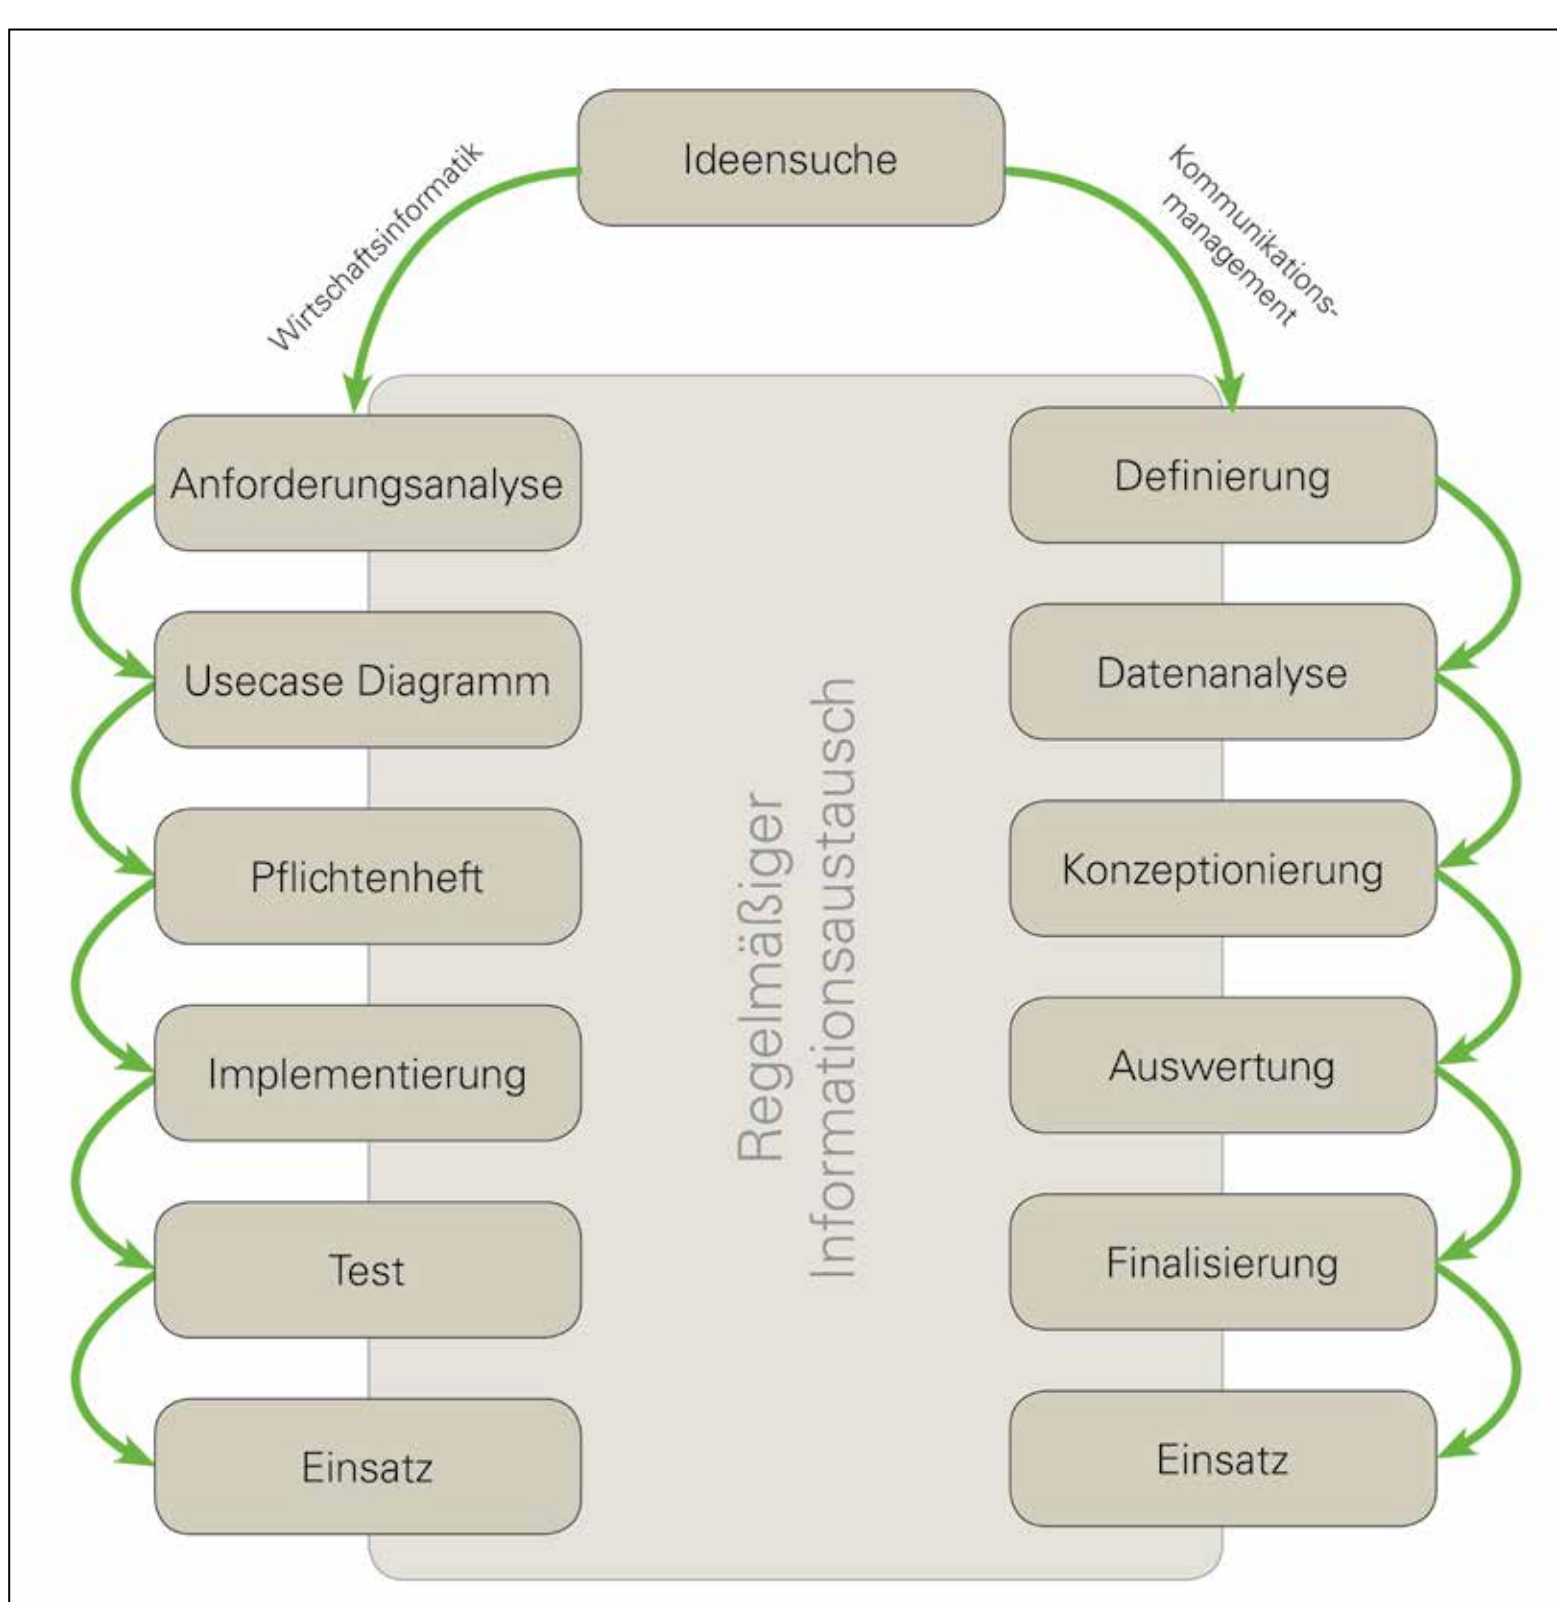 Ideensuche
Wirtschaftsinformatik
Kommunikations-
management
Anforderungsanalyse
Usecase Diagramm
Pflichtenheft
Implementierung
Test
Einsatz
Regelmäßiger
Informationsaustausch
Definierung
Datenanalyse
Konzeptionierung
Auswertung
Finalisierung
Einsatz